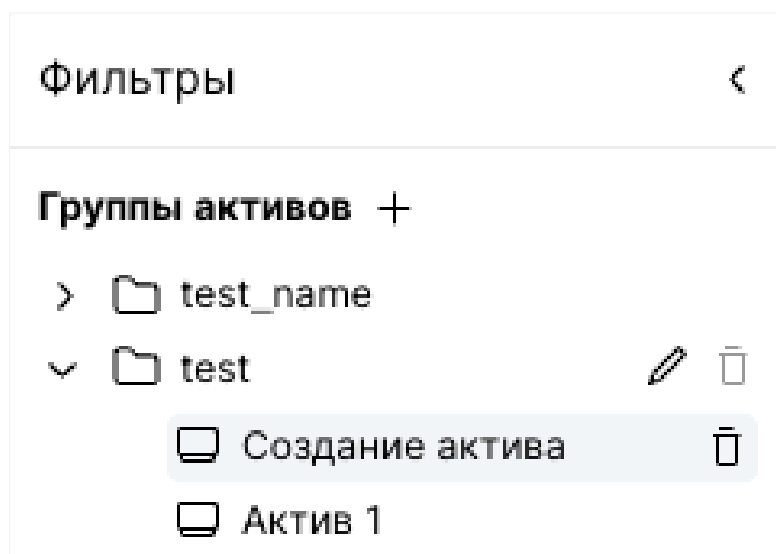 Фильтры
Группы активов
test_name
test
Создание актива
Актив 1